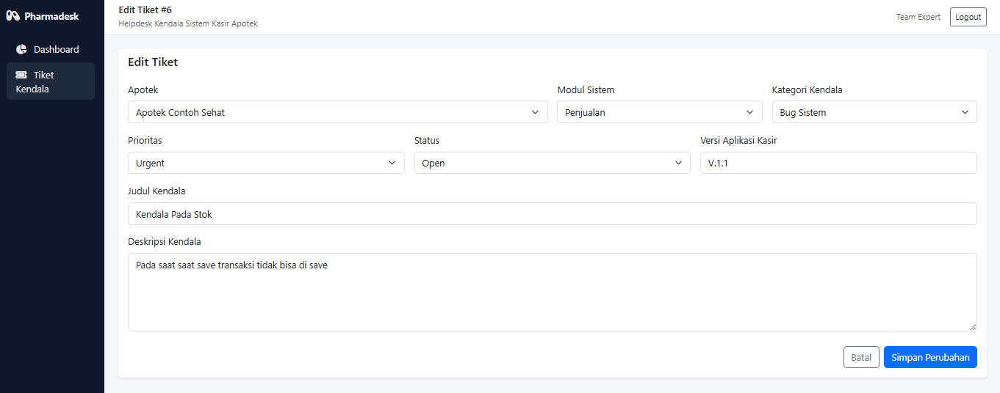 Pharmadesk
Dashboard
Tiket
Kendala
Edit Tiket #6
Helpdesk Kendala Sistem Kasir Apotek
Team Expert
Logout
Edit Tiket
Apotek
Modul Sistem
Kategori Kendala
Apotek Contoh Sehat
Penjualan
Bug Sistem
Prioritas
Status
Versi Aplikasi Kasir
Urgent
Open
V.1.1
Judul Kendala
Kendala Pada Stok
Deskripsi Kendala
Pada saat saat save transaksi tidak bisa di save
Batal
Simpan Perubahan